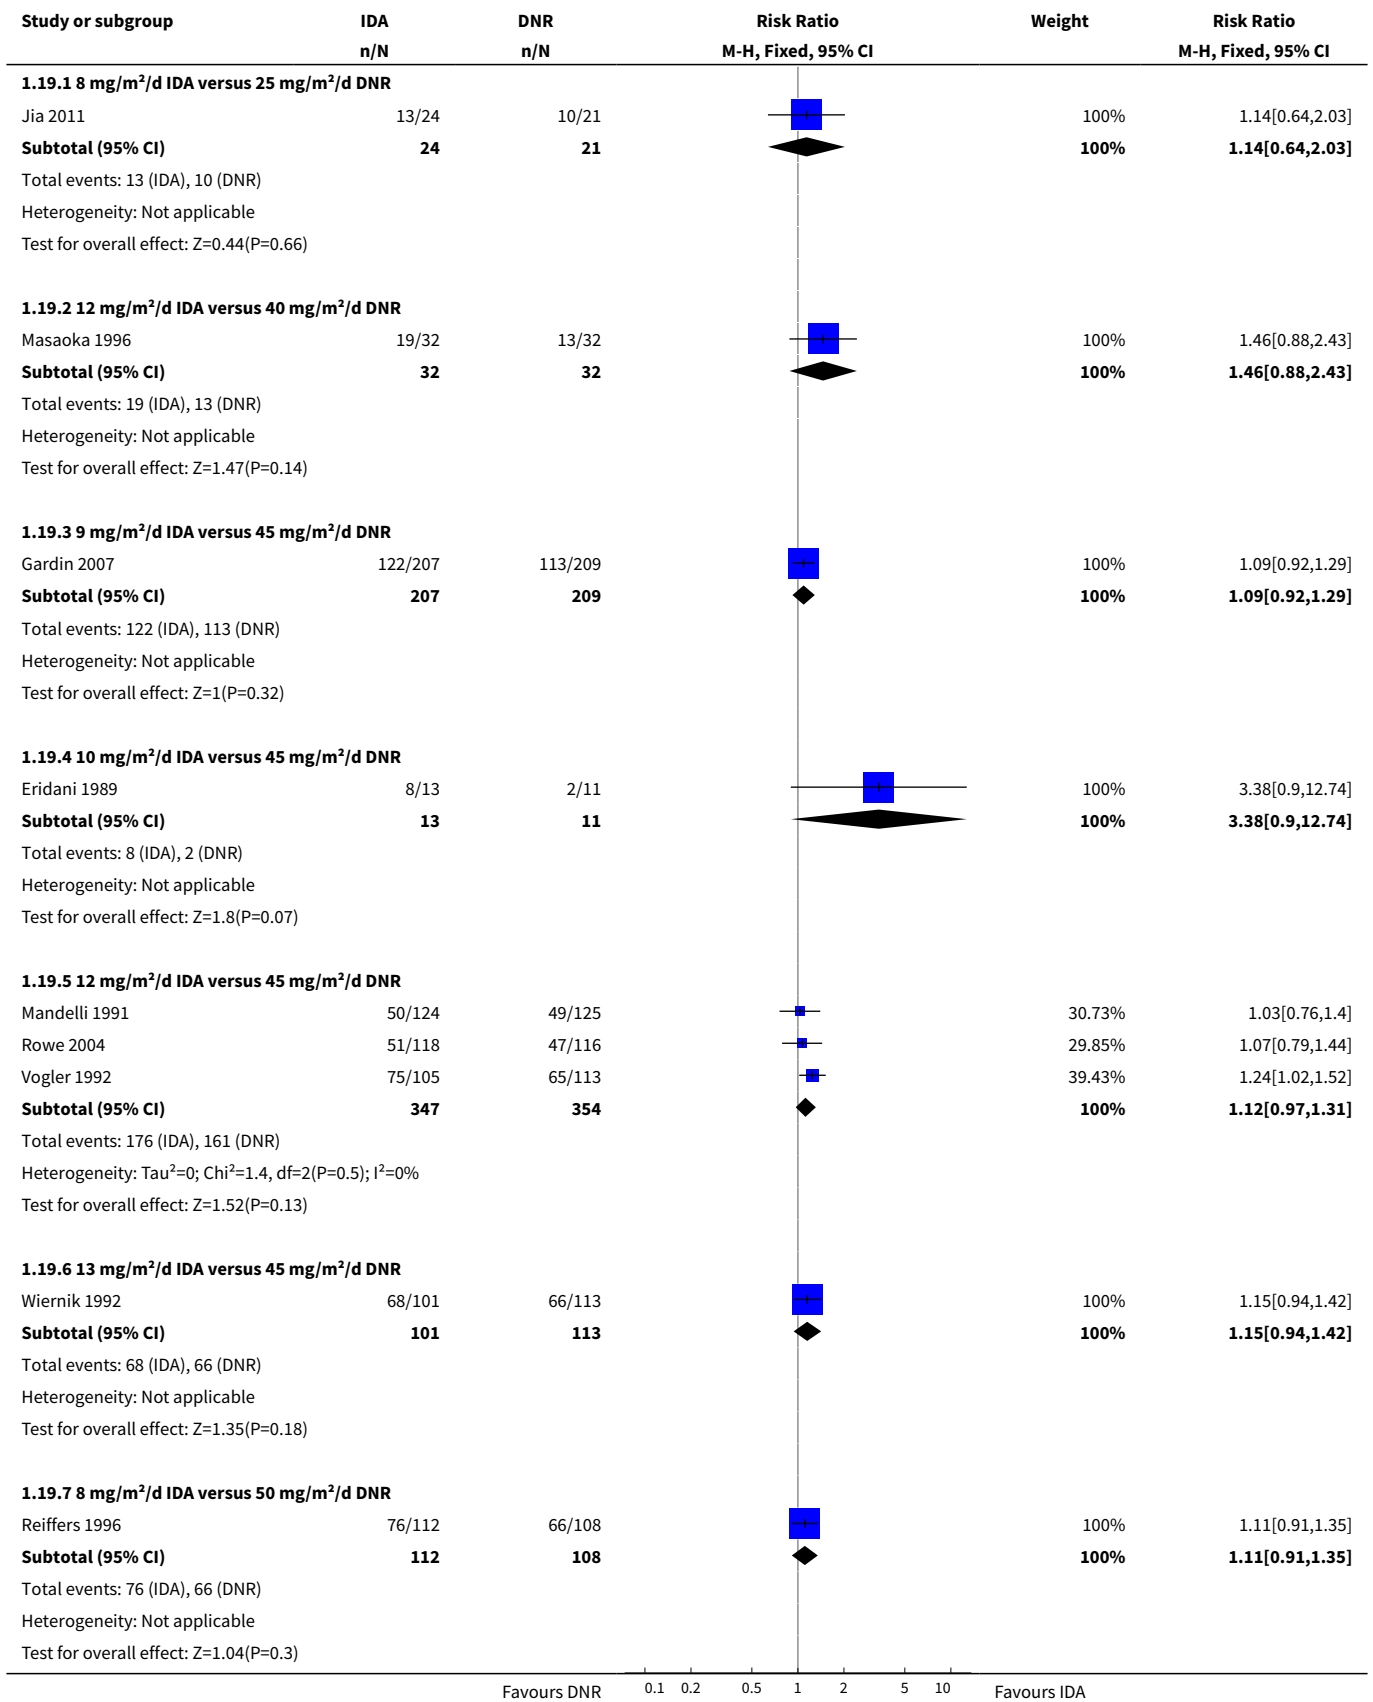 Study or subgroup IDA DNR Risk Ratio Weight Risk Ratio
n/N n/N M-H, Fixed, 95% CI M-H, Fixed, 95% CI
1.19.1 8 mg/m²/d IDA versus 25 mg/m²/d DNR
Jia 2011 13/24 10/21 100% 1.14[0.64,2.03]
Subtotal (95% CI) 24 21 100% 1.14[0.64,2.03]
Total events: 13 (IDA), 10 (DNR)
Heterogeneity: Not applicable
Test for overall effect: Z=0.44(P=0.66)
1.19.2 12 mg/m²/d IDA versus 40 mg/m²/d DNR
Masaoka 1996 19/32 13/32 100% 1.46[0.88,2.43]
Subtotal (95% CI) 32 32 100% 1.46[0.88,2.43]
Total events: 19 (IDA), 13 (DNR)
Heterogeneity: Not applicable
Test for overall effect: Z=1.47(P=0.14)
1.19.3 9 mg/m²/d IDA versus 45 mg/m²/d DNR
Gardin 2007 122/207 113/209 100% 1.09[0.92,1.29]
Subtotal (95% CI) 207 209 100% 1.09[0.92,1.29]
Total events: 122 (IDA), 113 (DNR)
Heterogeneity: Not applicable
Test for overall effect: Z=1(P=0.32)
1.19.4 10 mg/m²/d IDA versus 45 mg/m²/d DNR
Eridani 1989 8/13 2/11 100% 3.38[0.9,12.74]
Subtotal (95% CI) 13 11 100% 3.38[0.9,12.74]
Total events: 8 (IDA), 2 (DNR)
Heterogeneity: Not applicable
Test for overall effect: Z=1.8(P=0.07)
1.19.5 12 mg/m²/d IDA versus 45 mg/m²/d DNR
Mandelli 1991 50/124 49/125 30.73% 1.03[0.76,1.4]
Rowe 2004 51/118 47/116 29.85% 1.07[0.79,1.44]
Vogler 1992 75/105 65/113 39.43% 1.24[1.02,1.52]
Subtotal (95% CI) 347 354 100% 1.12[0.97,1.31]
Total events: 176 (IDA), 161 (DNR)
Heterogeneity: Tau²=0; Chi²=1.4, df=2(P=0.5); I²=0%
Test for overall effect: Z=1.52(P=0.13)
1.19.6 13 mg/m²/d IDA versus 45 mg/m²/d DNR
Wiernik 1992 68/101 66/113 100% 1.15[0.94,1.42]
Subtotal (95% CI) 101 113 100% 1.15[0.94,1.42]
Total events: 68 (IDA), 66 (DNR)
Heterogeneity: Not applicable
Test for overall effect: Z=1.35(P=0.18)
1.19.7 8 mg/m²/d IDA versus 50 mg/m²/d DNR
Reiffers 1996 76/112 66/108 100% 1.11[0.91,1.35]
Subtotal (95% CI) 112 108 100% 1.11[0.91,1.35]
Total events: 76 (IDA), 66 (DNR)
Heterogeneity: Not applicable
Test for overall effect: Z=1.04(P=0.3)
Favours DNR 0.1 0.2 0.5 1 2 5 10 Favours IDA